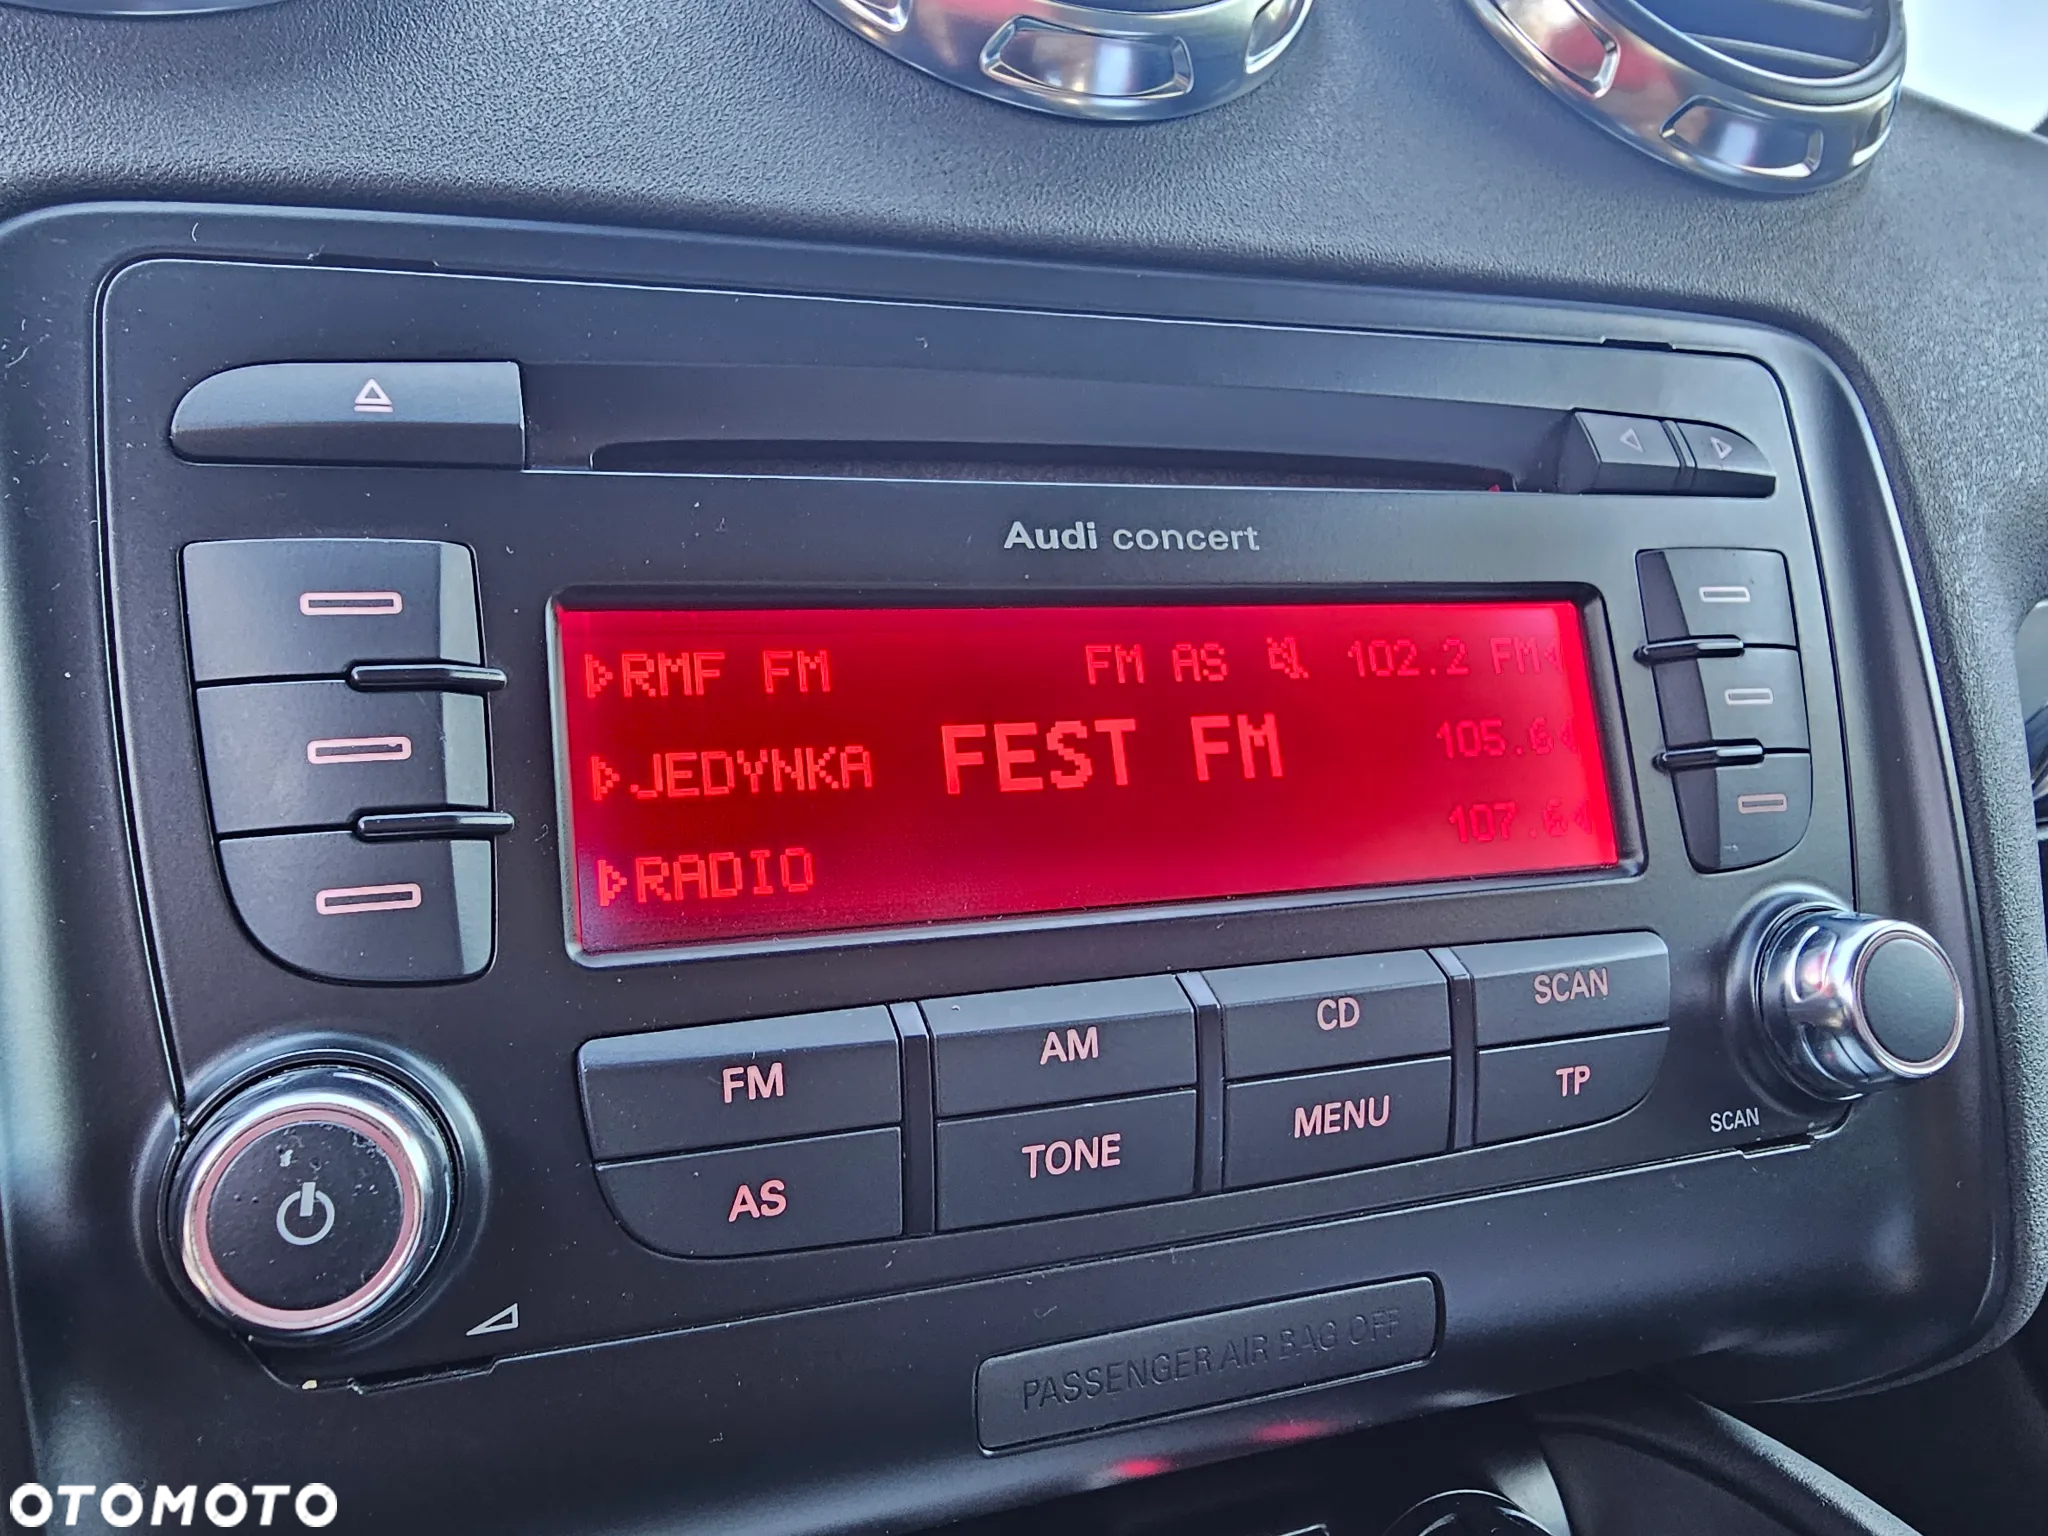 Audi concert
RMF FM FM AS 102.2 FM
JEDYNKA FEST FM 105.6
RADIO 107.6
FM AM CD SCAN
AS TONE MENU TP
SCAN
PASSENGER AIR BAG OFF
OTOMOTO